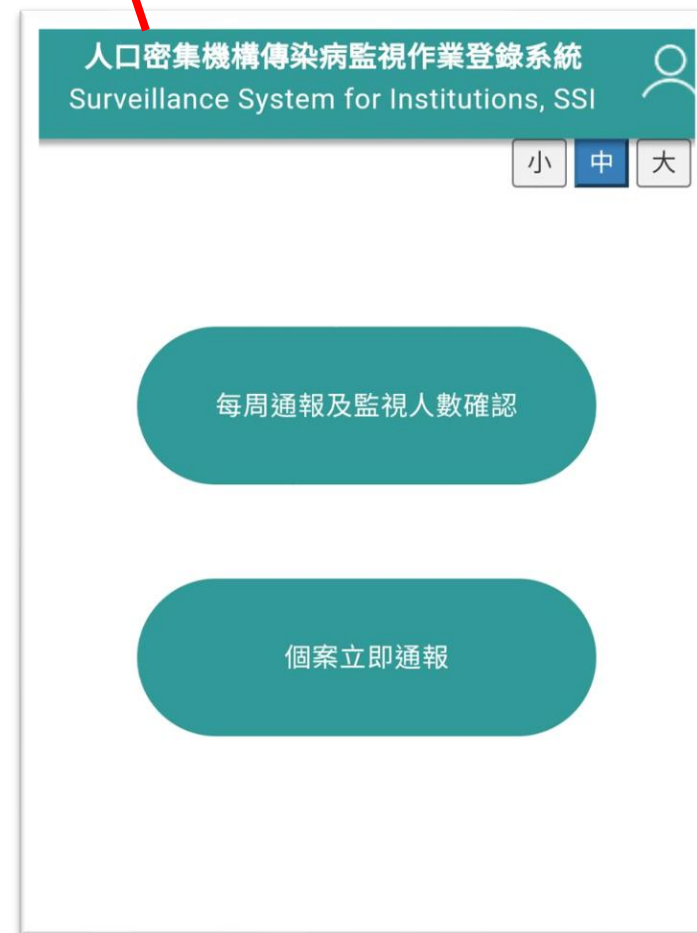 人口密集機構傳染病監視作業登錄系統
Surveillance System for Institutions, SSI
小 中 大
每周通報及監視人數確認
個案立即通報